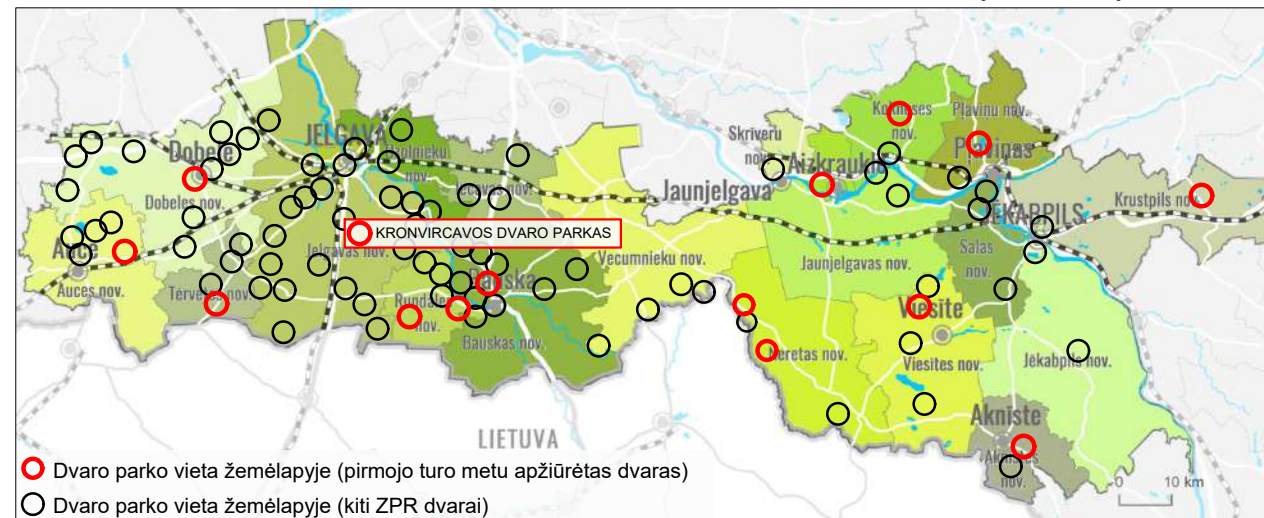 JELGAVA
Ozolnieku
nov.
Dobele
Dobeles nov.
Auce
Auces nov.
Tērvetes nov.
Jelgavas nov.
KRONVIRCAVOS DVARO PARKAS
Rundāles
nov.
Bauska
Bauskas nov.
Vecumnieku nov.
Skrīveru
nov.
Aizkraukle
Jaunjelgava
Jaunjelgavas nov.
Kokneses
nov.
Pļaviņu nov.
Pļaviņas
JĒKABPILS
Krustpils nov.
Salas
nov.
Viesīte
Viesītes nov.
Neretas nov.
Jēkabpils nov.
Aknīste
Aknīstes
nov.
LIETUVA
0 10 km
Dvaro parko vieta žemėlapyje (pirmojo turo metu apžiūrėtas dvaras)
Dvaro parko vieta žemėlapyje (kiti ZPR dvarai)